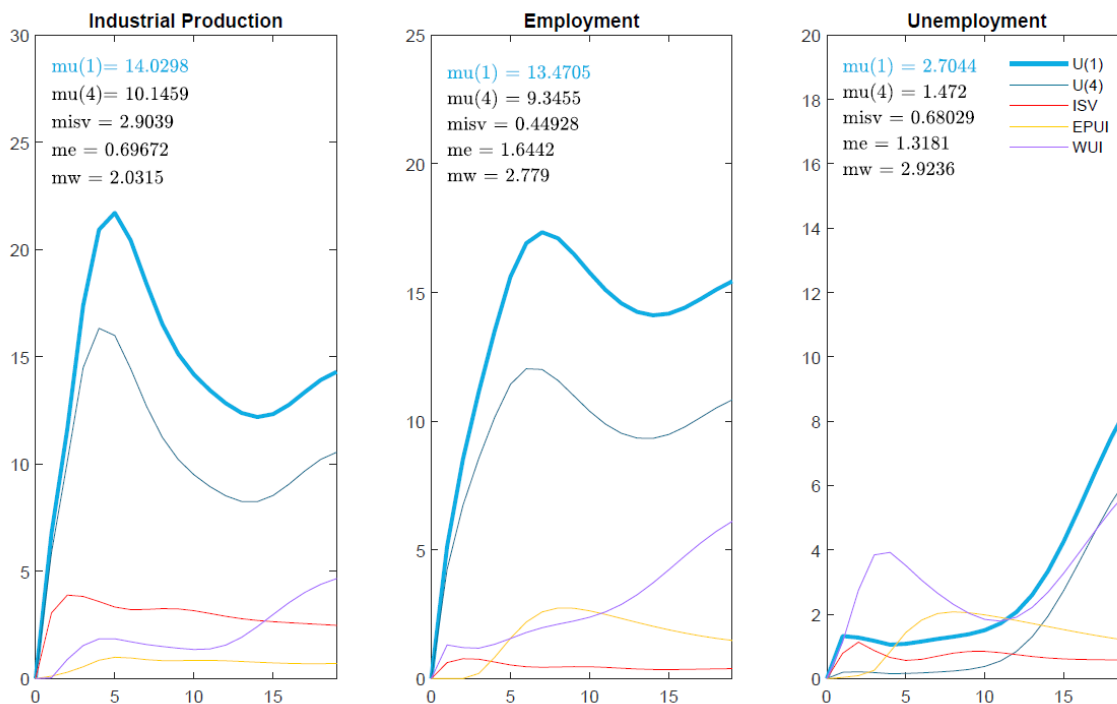 Industrial Production
30
25
20
15
10
5
0
0 5 10 15
mu(1)= 14.0298
mu(4)= 10.1459
misv = 2.9039
me = 0.69672
mw = 2.0315
Employment
25
20
15
10
5
0
0 5 10 15
mu(1) = 13.4705
mu(4) = 9.3455
misv = 0.44928
me = 1.6442
mw = 2.779
Unemployment
20
18
16
14
12
10
8
6
4
2
0
0 5 10 15
mu(1) = 2.7044
mu(4) = 1.472
misv = 0.68029
me = 1.3181
mw = 2.9236
U(1)
U(4)
ISV
EPUI
WUI